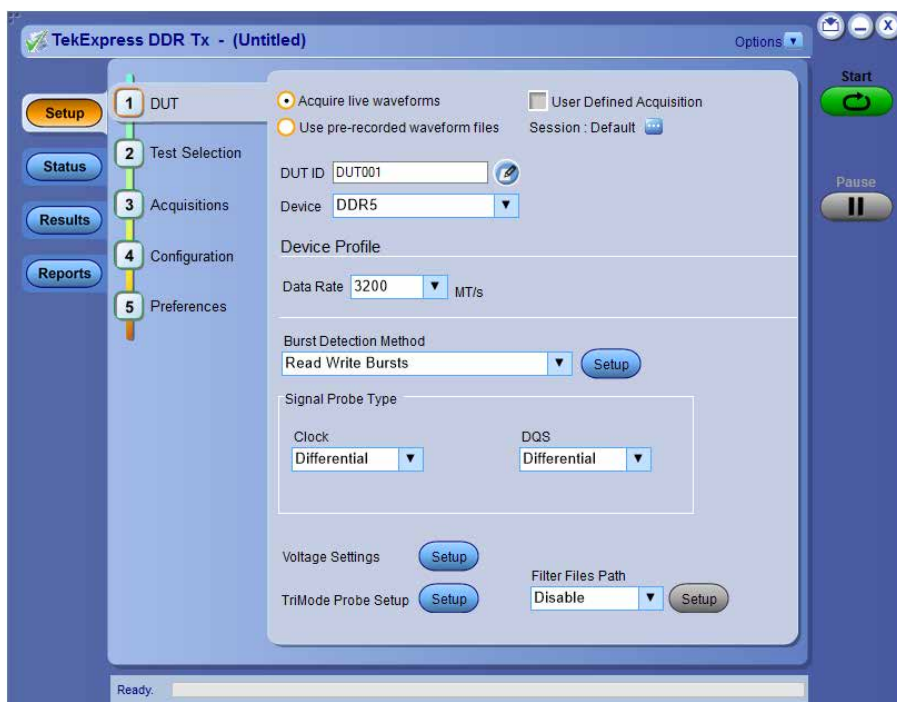 TekExpress DDR Tx - (Untitled)
Options
Start
Pause
Setup
Status
Results
Reports
1 DUT
2 Test Selection
3 Acquisitions
4 Configuration
5 Preferences
Acquire live waveforms
User Defined Acquisition
Use pre-recorded waveform files
Session : Default
DUT ID DUT001
Device DDR5
Device Profile
Data Rate 3200 MT/s
Burst Detection Method
Read Write Bursts Setup
Signal Probe Type
Clock DQS
Differential Differential
Voltage Settings Setup
Filter Files Path
TriMode Probe Setup Setup Disable Setup
Ready.